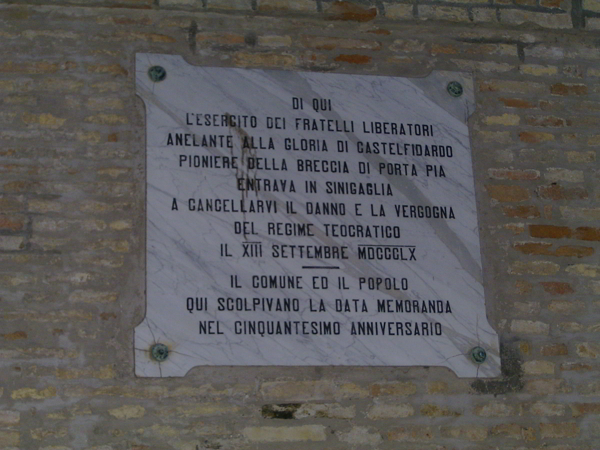 DI QUI
L'ESERCITO DEI FRATELLI LIBERATORI
ANELANTE ALLA GLORIA DI CASTELFIDARDO
PIONIERE DELLA BRECCIA DI PORTA PIA
ENTRAVA IN SINIGAGLIA
A CANCELLARVI IL DANNO E LA VERGOGNA
DEL REGIME TEOCRATICO
IL XIII SETTEMBRE MDCCCLX
IL COMUNE ED IL POPOLO
QUI SCOLPIVANO LA DATA MEMORANDA
NEL CINQUANTESIMO ANNIVERSARIO